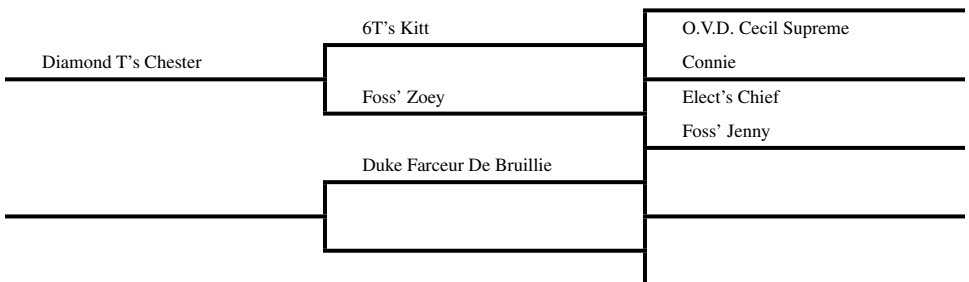 6T's Kitt
O.V.D. Cecil Supreme
Diamond T's Chester
Connie
Foss' Zoey
Elect's Chief
Foss' Jenny
Duke Farceur De Bruillie